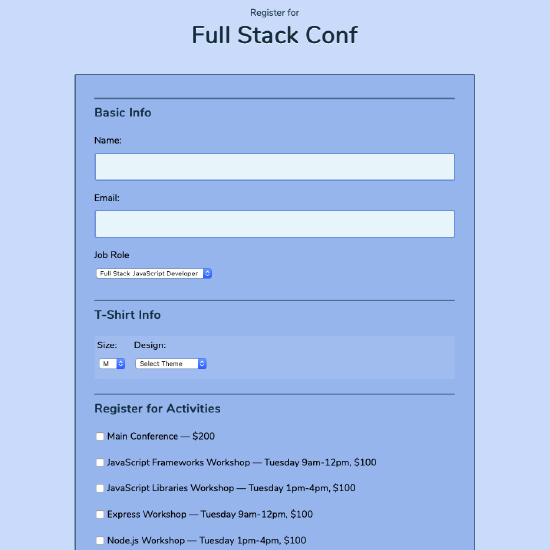 Register for
Full Stack Conf
Basic Info
Name:
Email:
Job Role
Full Stack JavaScript Developer
T-Shirt Info
Size: Design:
M Select Theme
Register for Activities
Main Conference — $200
JavaScript Frameworks Workshop — Tuesday 9am-12pm, $100
JavaScript Libraries Workshop — Tuesday 1pm-4pm, $100
Express Workshop — Tuesday 9am-12pm, $100
Node.js Workshop — Tuesday 1pm-4pm, $100